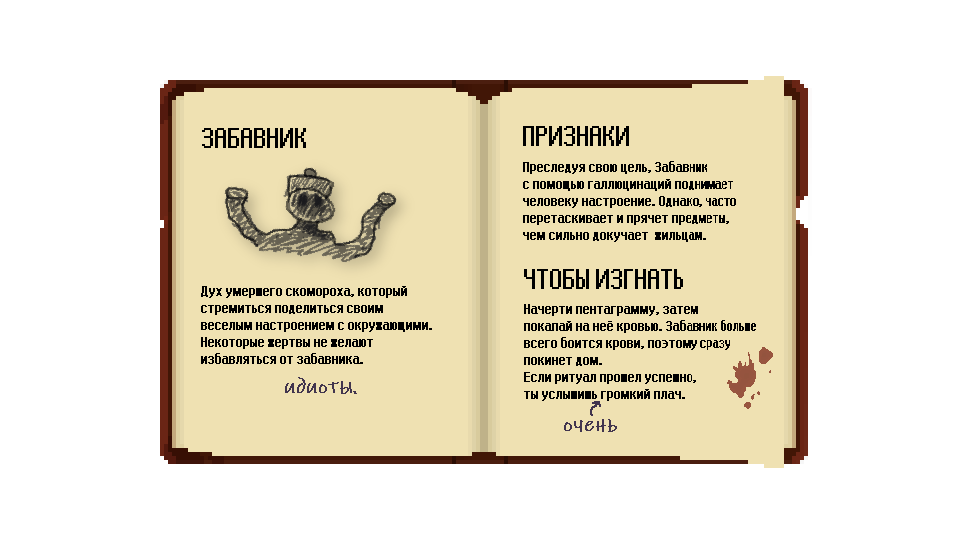 ЗАБАВНИК
Дух умершего скомороха, который
стремиться поделиться своим
веселым настроением с окружающими.
Некоторые жертвы не желают
избавляться от забавника.
идиоты.
ПРИЗНАКИ
Преследуя свою цель, Забавник
с помощью галлюцинаций поднимает
человеку настроение. Однако, часто
перетаскивает и прячет предметы,
чем сильно докучает жильцам.
ЧТОБЫ ИЗГНАТЬ
Начерти пентаграмму, затем
покапай на неё кровью. Забавник больше
всего боится крови, поэтому сразу
покинет дом.
Если ритуал прошел успешно,
ты услышишь громкий плач.
очень